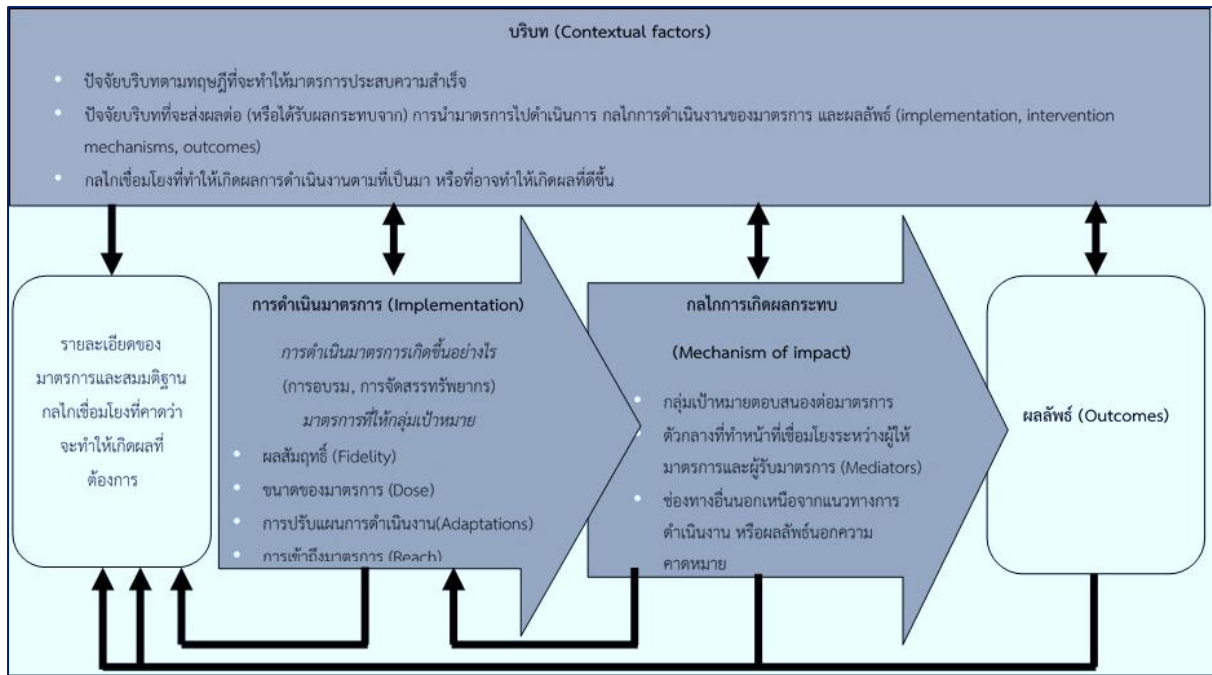 บริบท (Contextual factors)
• ปัจจัยบริบทตามทฤษฎีที่จะทำให้มาตรการประสบความสำเร็จ
• ปัจจัยบริบทที่จะส่งผลต่อ (หรือได้รับผลกระทบจาก) การนำมาตรการไปดำเนินการ กลไกการดำเนินงานของมาตรการ และผลลัพธ์ (implementation, intervention
mechanisms, outcomes)
• กลไกเชื่อมโยงที่ทำให้เกิดผลการดำเนินงานตามที่เป็นมา หรือที่อาจทำให้เกิดผลที่ดีขึ้น
รายละเอียดของ
มาตรการและสมมติฐาน
กลไกเชื่อมโยงที่คาดว่า
จะทำให้เกิดผลที่
ต้องการ
การดำเนินมาตรการ (Implementation)
การดำเนินมาตรการเกิดขึ้นอย่างไร
(การอบรม, การจัดสรรทรัพยากร)
มาตรการที่ให้กลุ่มเป้าหมาย
• ผลสัมฤทธิ์ (Fidelity)
• ขนาดของมาตรการ (Dose)
• การปรับแผนการดำเนินงาน(Adaptations)
• การเข้าถึงมาตรการ (Reach)
กลไกการเกิดผลกระทบ
(Mechanism of impact)
• กลุ่มเป้าหมายตอบสนองต่อมาตรการ
• ตัวกลางที่ทำหน้าที่เชื่อมโยงระหว่างผู้ให้
มาตรการและผู้รับมาตรการ (Mediators)
• ช่องทางอื่นนอกเหนือจากแนวทางการ
ดำเนินงาน หรือผลลัพธ์นอกความ
คาดหมาย
ผลลัพธ์ (Outcomes)